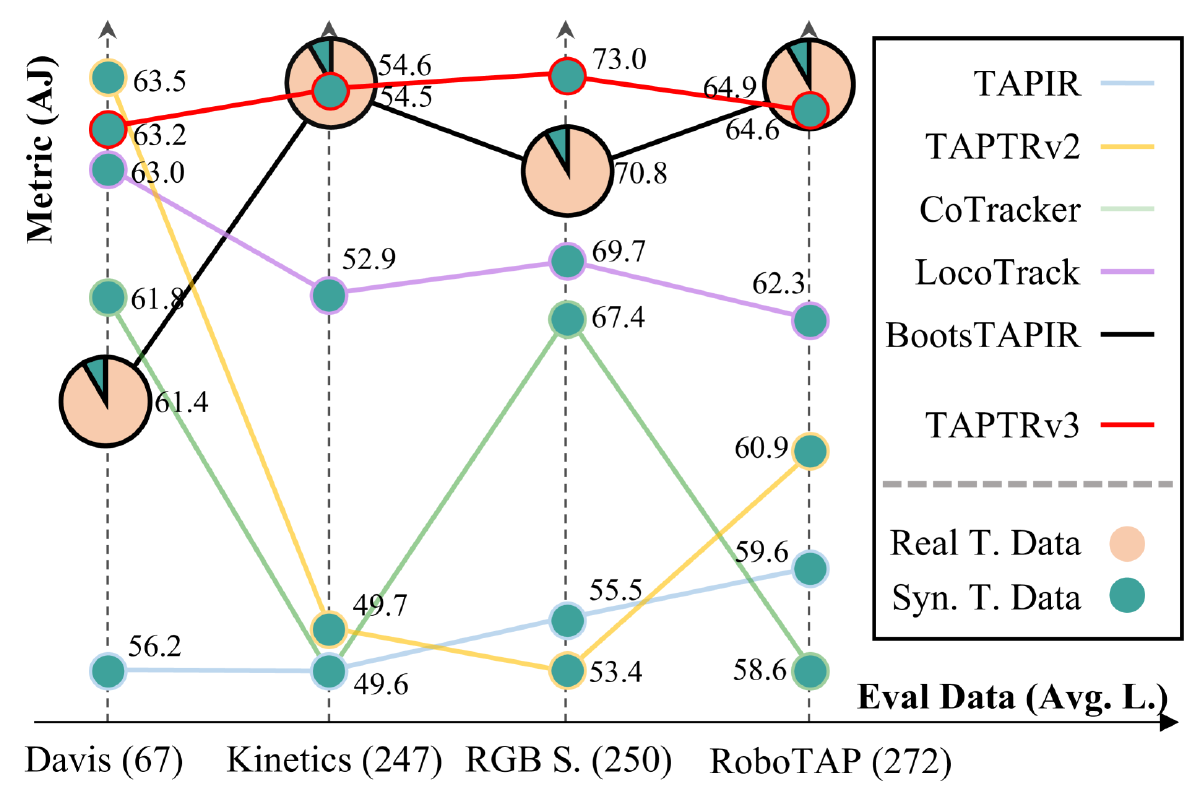 Metric (AJ)
63.5
63.2
63.0
61.8
61.4
56.2
54.6
54.5
52.9
49.7
49.6
73.0
70.8
69.7
67.4
55.5
53.4
64.9
64.6
62.3
60.9
59.6
58.6
TAPIR
TAPTRv2
CoTracker
LocoTrack
BootsTAPIR
TAPTRv3
Real T. Data
Syn. T. Data
Eval Data (Avg. L.)
Davis (67) Kinetics (247) RGB S. (250) RoboTAP (272)